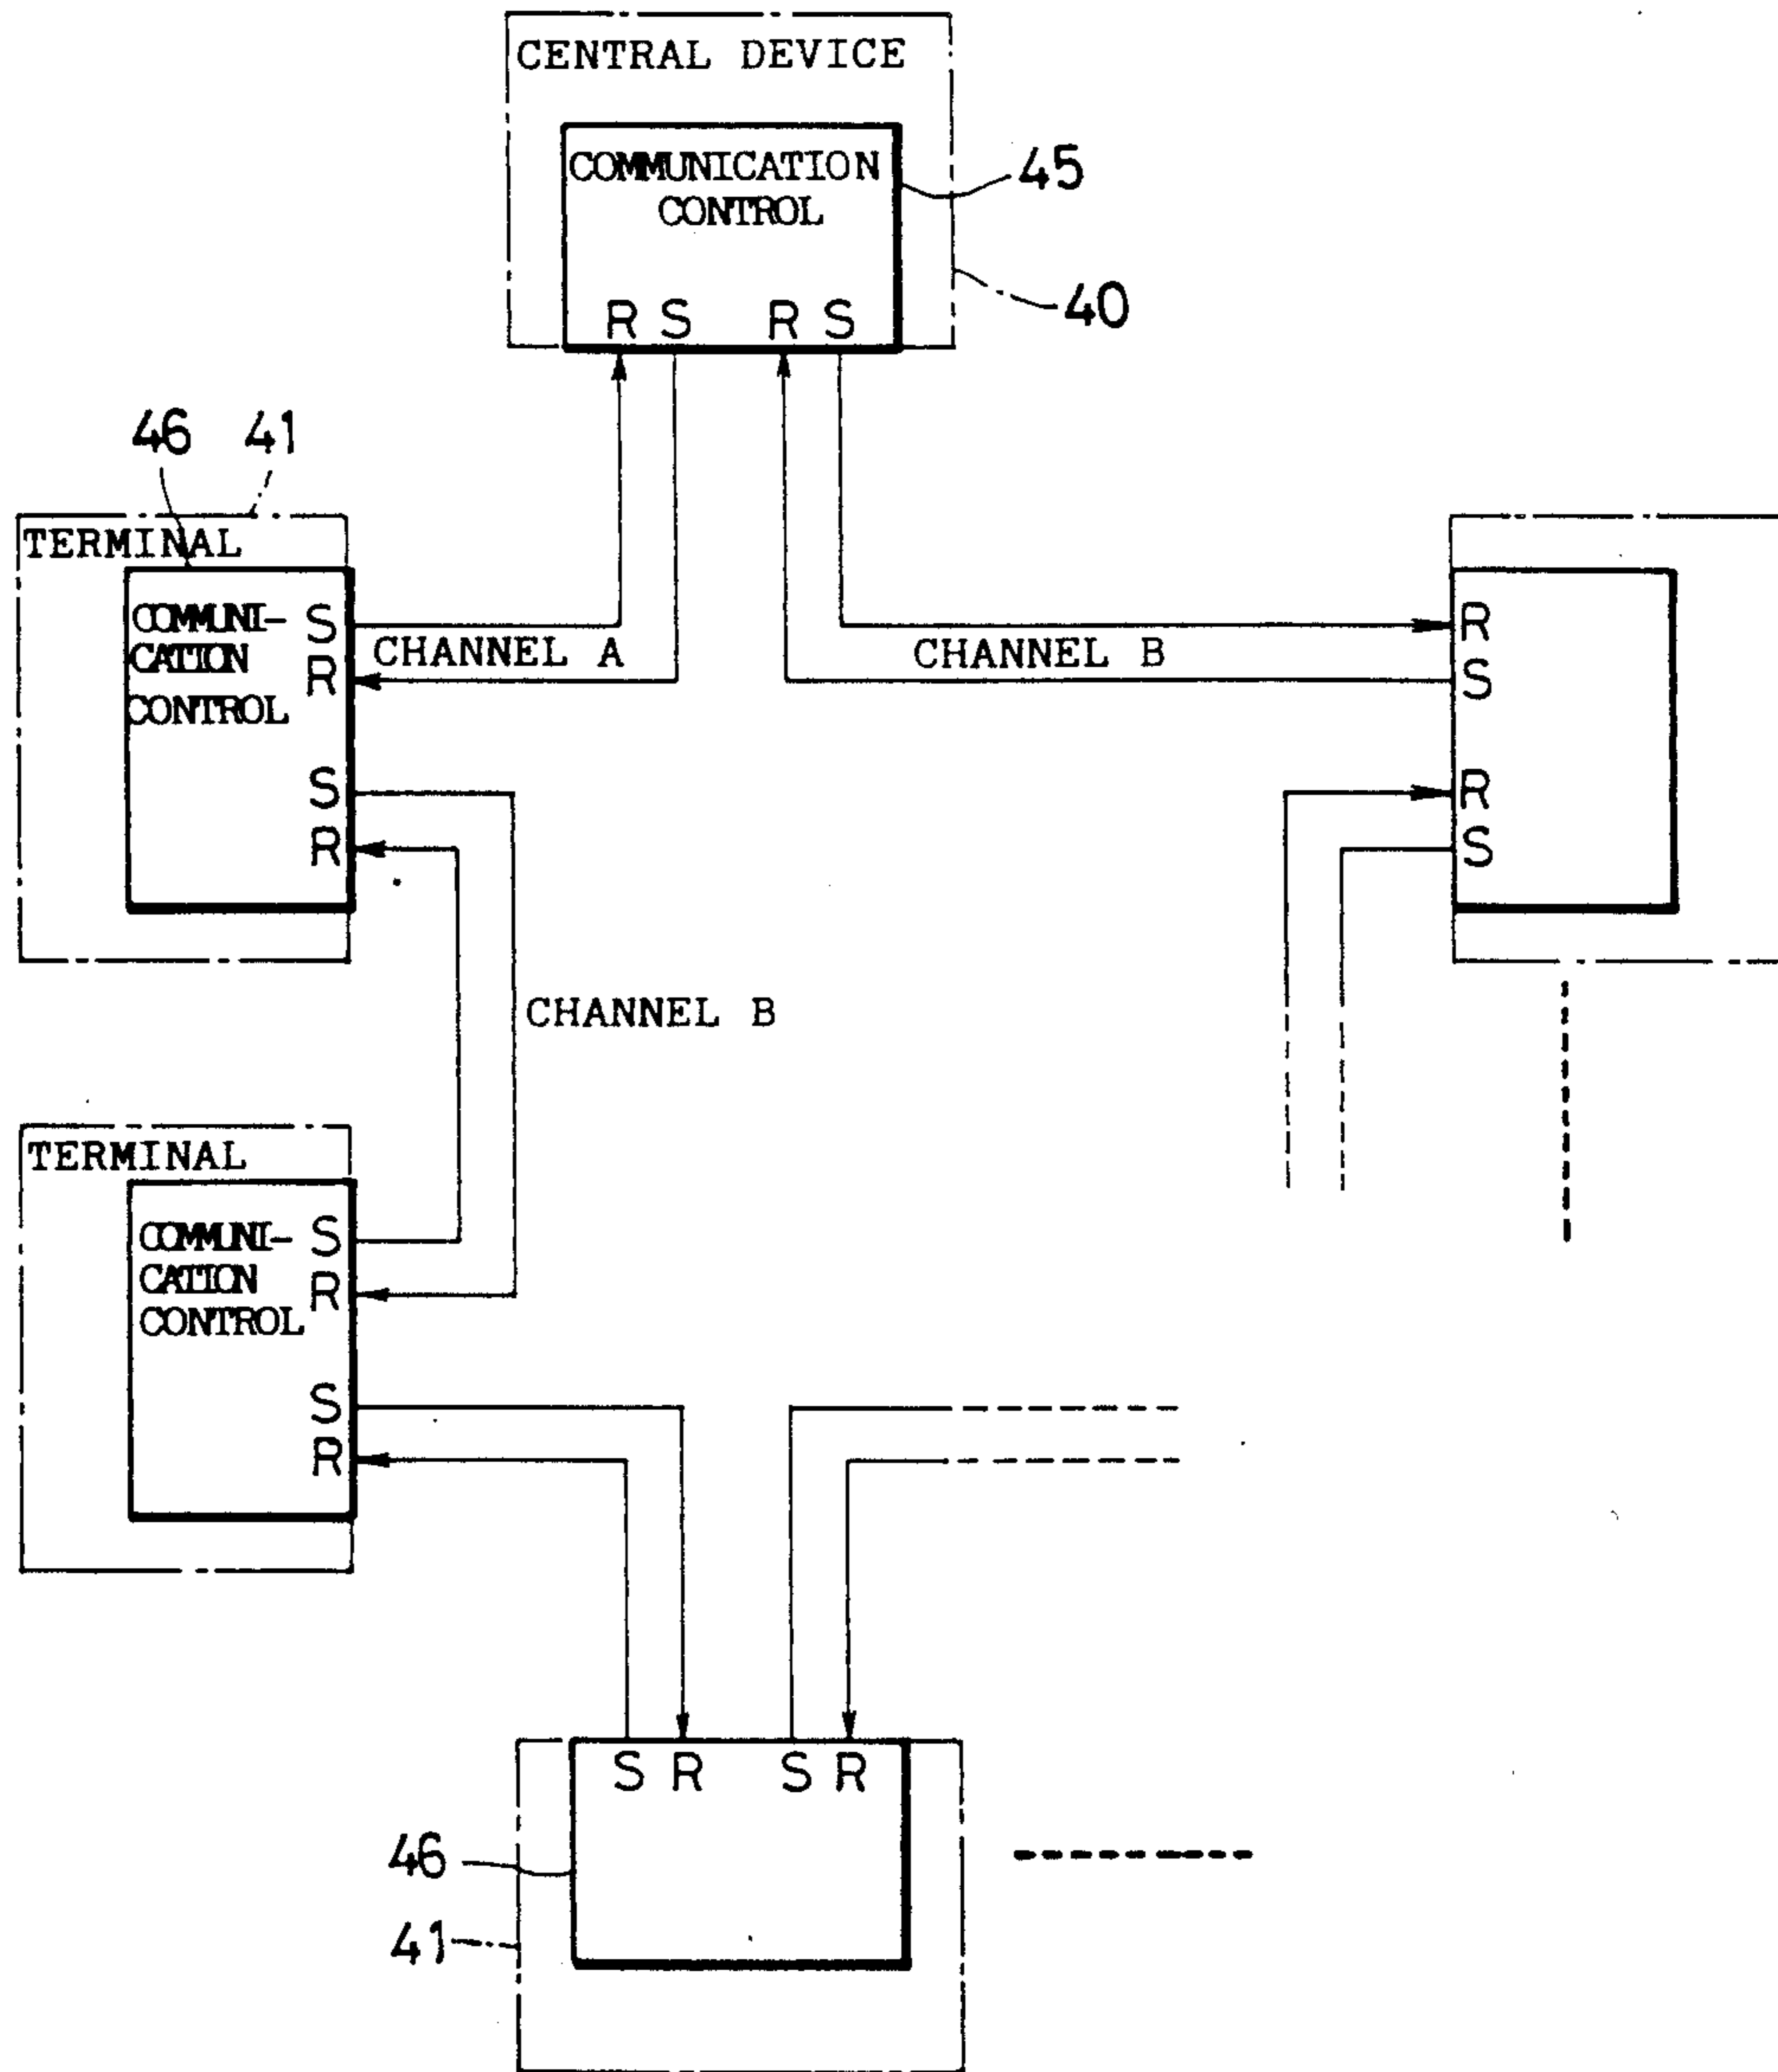 CENTRAL DEVICE
COMMUNICATION
CONTROL
45
40
R S R S
46 41
TERMINAL
COMMUNI-
CATION
CONTROL
S
R
S
R
CHANNEL A
CHANNEL B
R
S
R
S
CHANNEL B
TERMINAL
COMMUNI-
CATION
CONTROL
S
R
S
R
S R S R
46
41